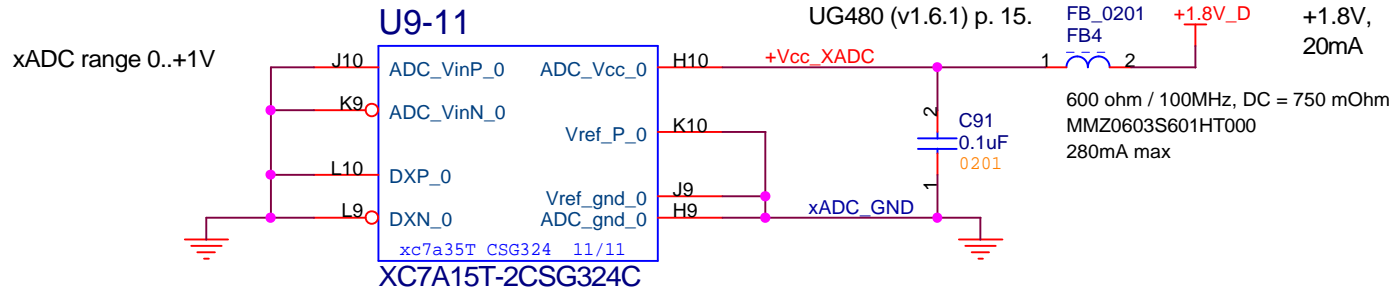 U9-11
UG480 (v1.6.1) p. 15.
FB_0201
FB4
+1.8V_D
+1.8V,
20mA
xADC range 0..+1V
J10
ADC_VinP_0
ADC_Vcc_0
H10
+Vcc_XADC
1
2
K9
ADC_VinN_0
600 ohm / 100MHz, DC = 750 mOhm
MMZ0603S601HT000
280mA max
2
C91
0.1uF
0201
1
Vref_P_0
K10
L10
DXP_0
Vref_gnd_0
J9
L9
DXN_0
ADC_gnd_0
H9
xADC_GND
xc7a35T CSG324 11/11
XC7A15T-2CSG324C